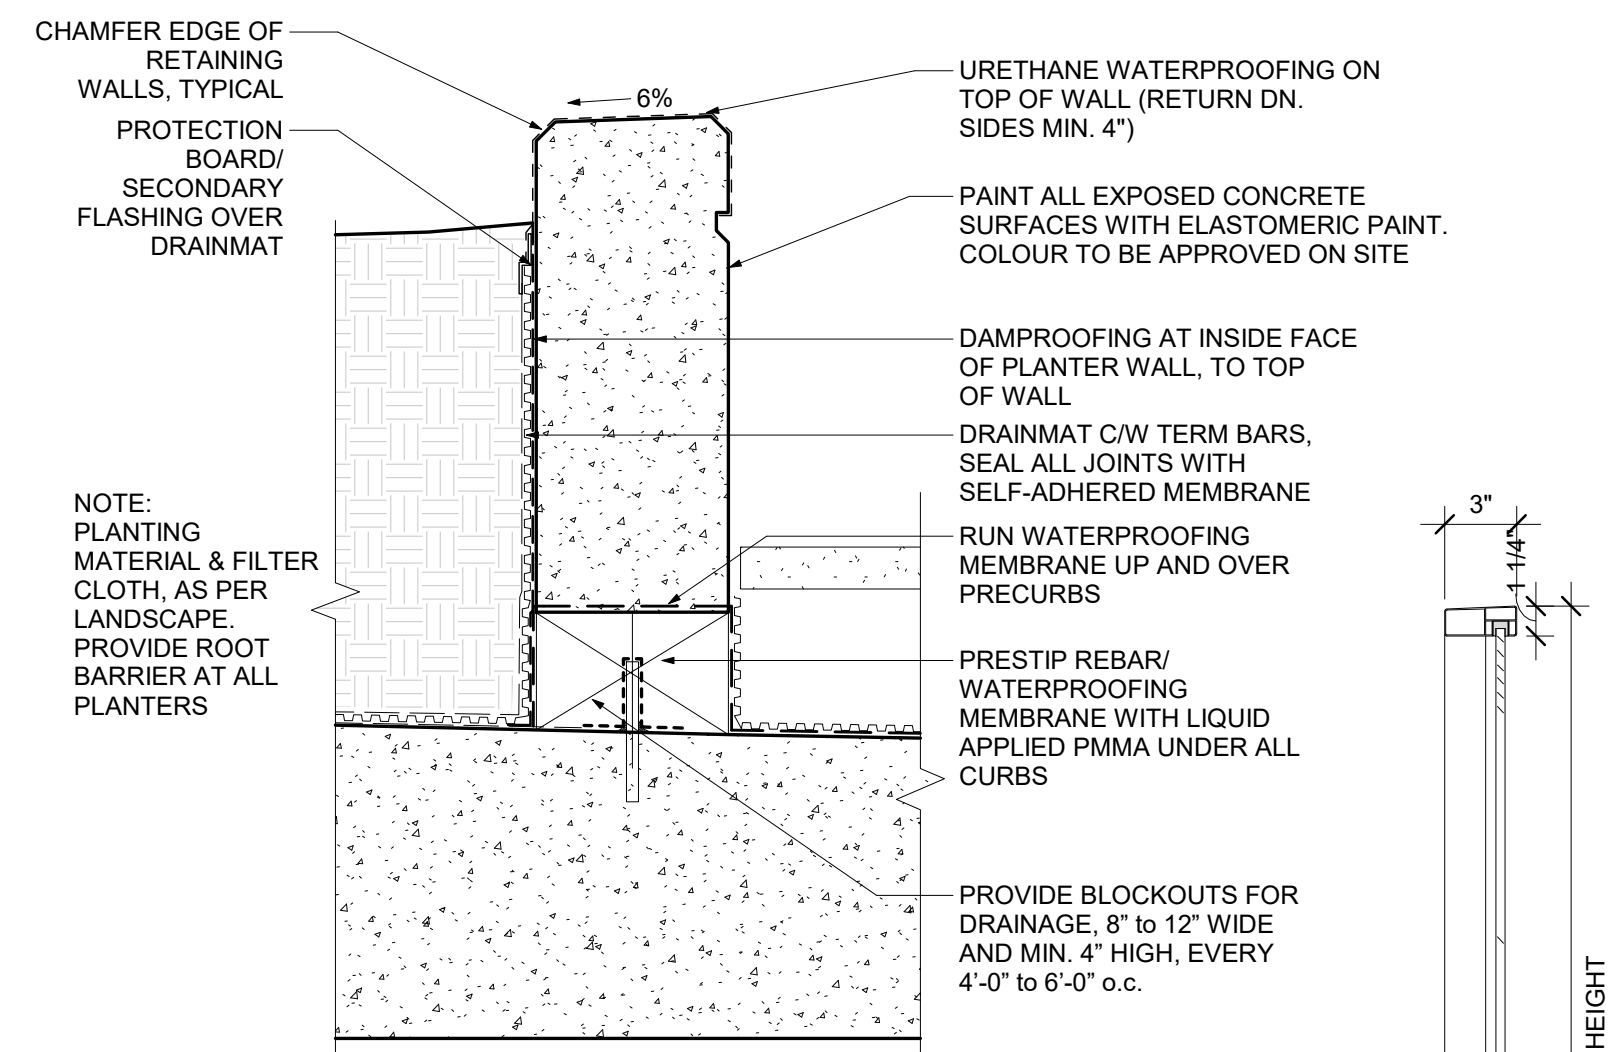 CHAMFER EDGE OF
RETAINING
WALLS, TYPICAL
PROTECTION
BOARD/
SECONDARY
FLASHING OVER
DRAINMAT
NOTE:
PLANTING
MATERIAL & FILTER
CLOTH, AS PER
LANDSCAPE.
PROVIDE ROOT
BARRIER AT ALL
PLANTERS
6%
URETHANE WATERPROOFING ON
TOP OF WALL (RETURN DN.
SIDES MIN. 4")
PAINT ALL EXPOSED CONCRETE
SURFACES WITH ELASTOMERIC PAINT.
COLOUR TO BE APPROVED ON SITE
DAMPROOFING AT INSIDE FACE
OF PLANTER WALL, TO TOP
OF WALL
DRAINMAT C/W TERM BARS,
SEAL ALL JOINTS WITH
SELF-ADHERED MEMBRANE
RUN WATERPROOFING
MEMBRANE UP AND OVER
PRECURBS
PRESTIP REBAR/
WATERPROOFING
MEMBRANE WITH LIQUID
APPLIED PMMA UNDER ALL
CURBS
PROVIDE BLOCKOUTS FOR
DRAINAGE, 8” to 12” WIDE
AND MIN. 4” HIGH, EVERY
4’-0” to 6’-0” o.c.
3"
1 1/4"
HEIGHT